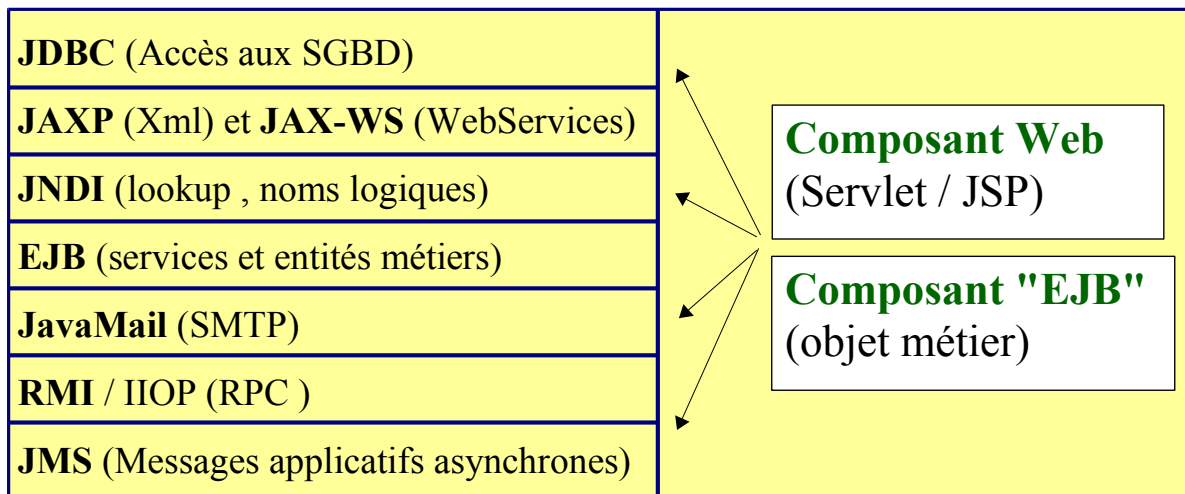 JDBC (Accès aux SGBD)
JAXP (Xml) et JAX-WS (WebServices)
JNDI (lookup , noms logiques)
EJB (services et entités métiers)
JavaMail (SMTP)
RMI / IIOP (RPC )
JMS (Messages applicatifs asynchrones)
Composant Web
(Servlet / JSP)
Composant "EJB"
(objet métier)